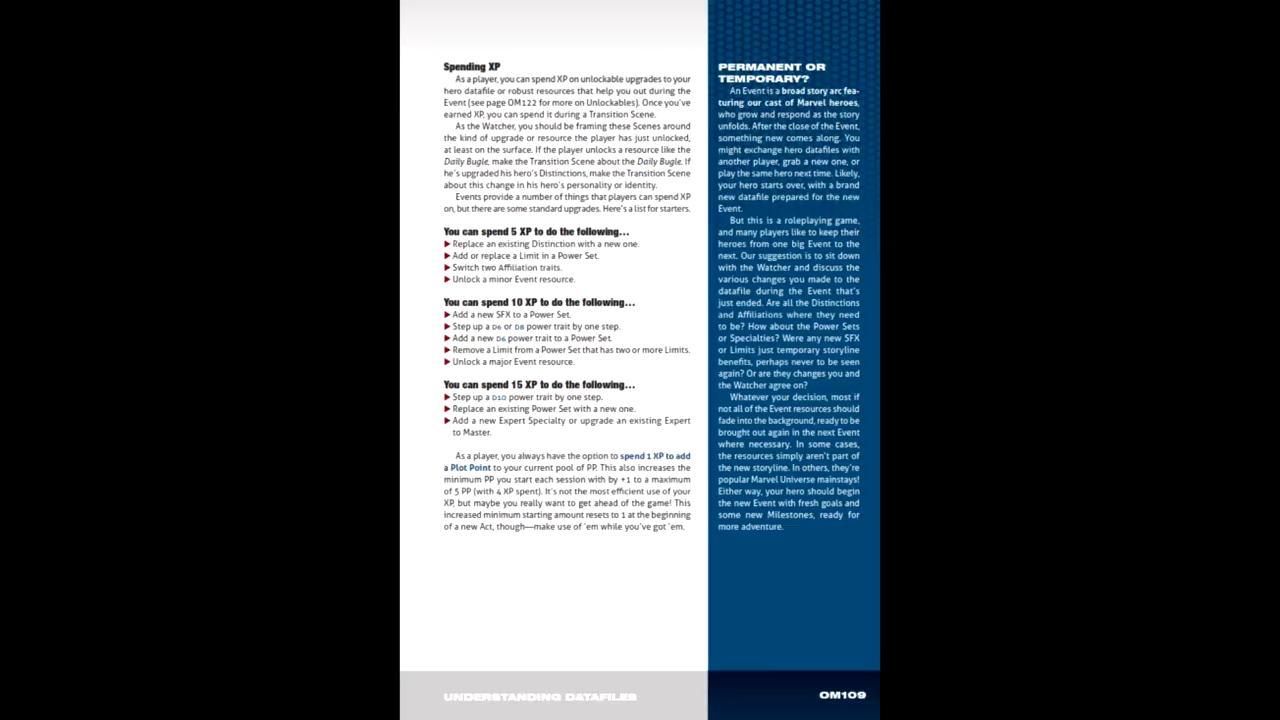 Spending XP
As a player, you can spend XP on unlockable upgrades to your
hero datafile or robust resources that help you out during the
Event (see page OM122 for more on Unlockables). Once you've
earned XP, you can spend it during a Transition Scene.
As the Watcher, you should be framing these Scenes around
the kind of upgrade or resource the player has just unlocked,
at least on the surface. If the player unlocks a resource like the
Daily Bugle, make the Transition Scene about the Daily Bugle. If
he's upgraded his hero's Distinctions, make the Transition Scene
about this change in his hero's personality or identity.
Events provide a number of things that players can spend XP
on, but there are some standard upgrades. Here's a list for starters.
You can spend 5 XP to do the following...
▶ Replace an existing Distinction with a new one.
▶ Add or replace a Limit in a Power Set.
▶ Switch two Affiliation traits.
▶ Unlock a minor Event resource.
You can spend 10 XP to do the following...
▶ Add a new SFX to a Power Set.
▶ Step up a D6 or D8 power trait by one step.
▶ Add a new D6 power trait to a Power Set.
▶ Remove a Limit from a Power Set that has two or more Limits.
▶ Unlock a major Event resource.
You can spend 15 XP to do the following...
▶ Step up a D10 power trait by one step.
▶ Replace an existing Power Set with a new one.
▶ Add a new Expert Specialty or upgrade an existing Expert
to Master.
As a player, you always have the option to spend 1 XP to add
a Plot Point to your current pool of PP. This also increases the
minimum PP you start each session with by +1 to a maximum
of 5 PP (with 4 XP spent). It's not the most efficient use of your
XP, but maybe you really want to get ahead of the game! This
increased minimum starting amount resets to 1 at the beginning
of a new Act, though—make use of 'em while you've got 'em.
PERMANENT OR
TEMPORARY?
An Event is a broad story arc fea-
turing our cast of Marvel heroes,
who grow and respond as the story
unfolds. After the close of the Event,
something new comes along. You
might exchange hero datafiles with
another player, grab a new one, or
play the same hero next time. Likely,
your hero starts over, with a brand
new datafile prepared for the new
Event.
But this is a roleplaying game,
and many players like to keep their
heroes from one big Event to the
next. Our suggestion is to sit down
with the Watcher and discuss the
various changes you made to the
datafile during the Event that's
just ended. Are all the Distinctions
and Affiliations where they need
to be? How about the Power Sets
or Specialties? Were any new SFX
or Limits just temporary storyline
benefits, perhaps never to be seen
again? Or are they changes you and
the Watcher agree on?
Whatever your decision, most if
not all of the Event resources should
fade into the background, ready to be
brought out again in the next Event
where necessary. In some cases,
the resources simply aren't part of
the new storyline. In others, they're
popular Marvel Universe mainstays!
Either way, your hero should begin
the new Event with fresh goals and
some new Milestones, ready for
more adventure.
UNDERSTANDING DATAFILES
OM109